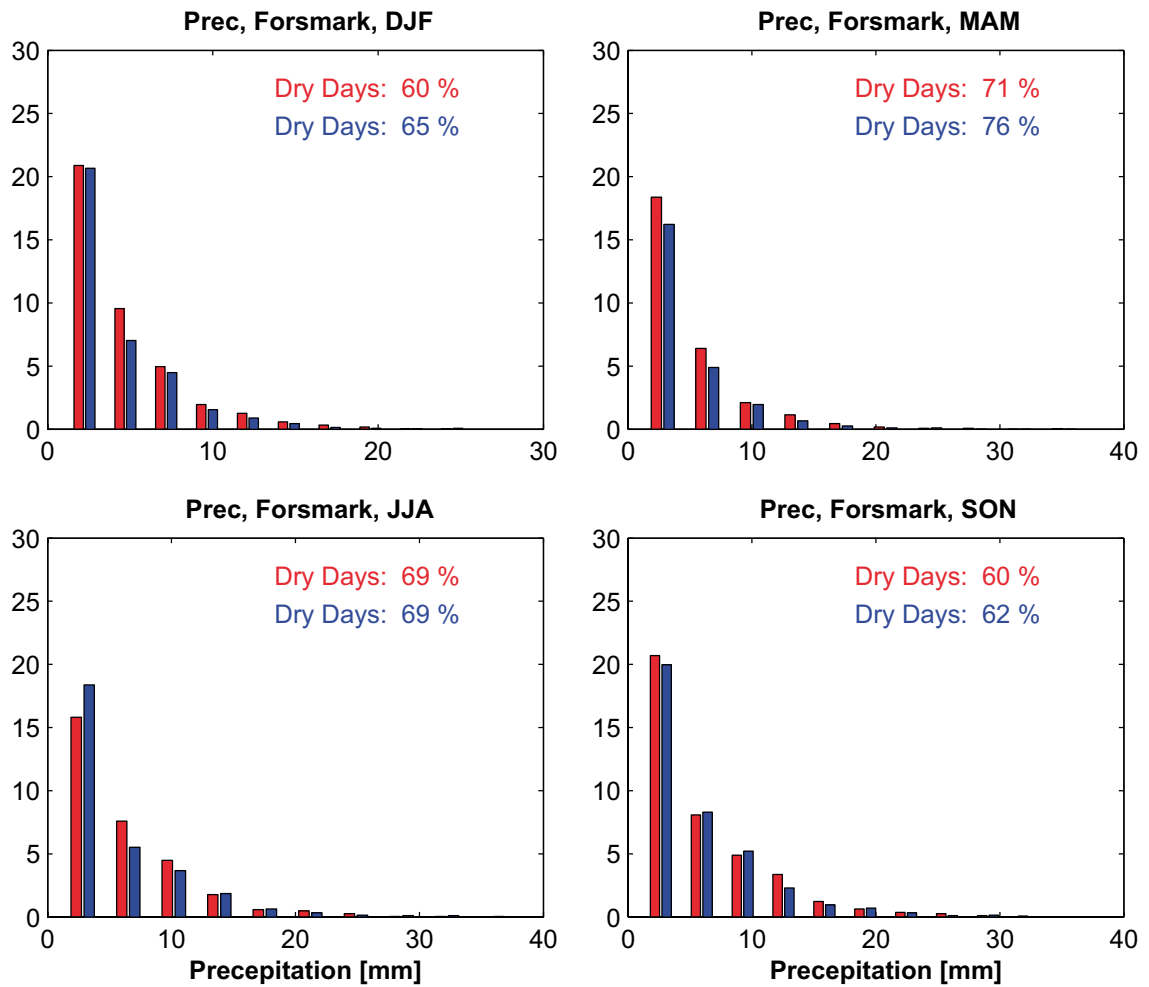 Prec, Forsmark, DJF
30
25
20
15
10
5
0
Dry Days: 60 %
Dry Days: 65 %
0 10 20 30
Prec, Forsmark, MAM
30
25
20
15
10
5
0
Dry Days: 71 %
Dry Days: 76 %
0 10 20 30 40
Prec, Forsmark, JJA
30
25
20
15
10
5
0
Dry Days: 69 %
Dry Days: 69 %
0 10 20 30 40
Precepitation [mm]
Prec, Forsmark, SON
30
25
20
15
10
5
0
Dry Days: 60 %
Dry Days: 62 %
0 10 20 30 40
Precepitation [mm]